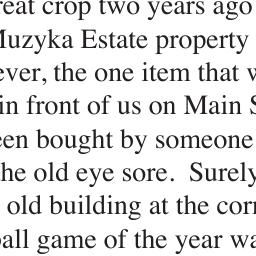 reat crop two years ago
Muzyka Estate property
ever, the one item that w
in front of us on Main S
een bought by someone
he old eye sore.  Surely
old building at the corn
ball game of the year wa